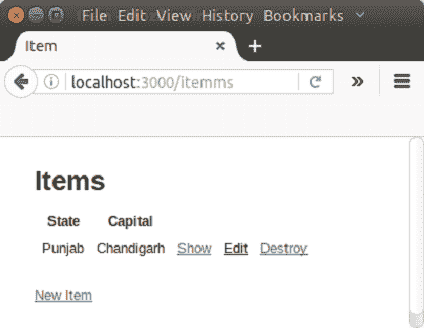 File Edit View History Bookmarks
Item
localhost:3000/itemms
Items
State Capital
Punjab Chandigarh Show Edit Destroy
New Item